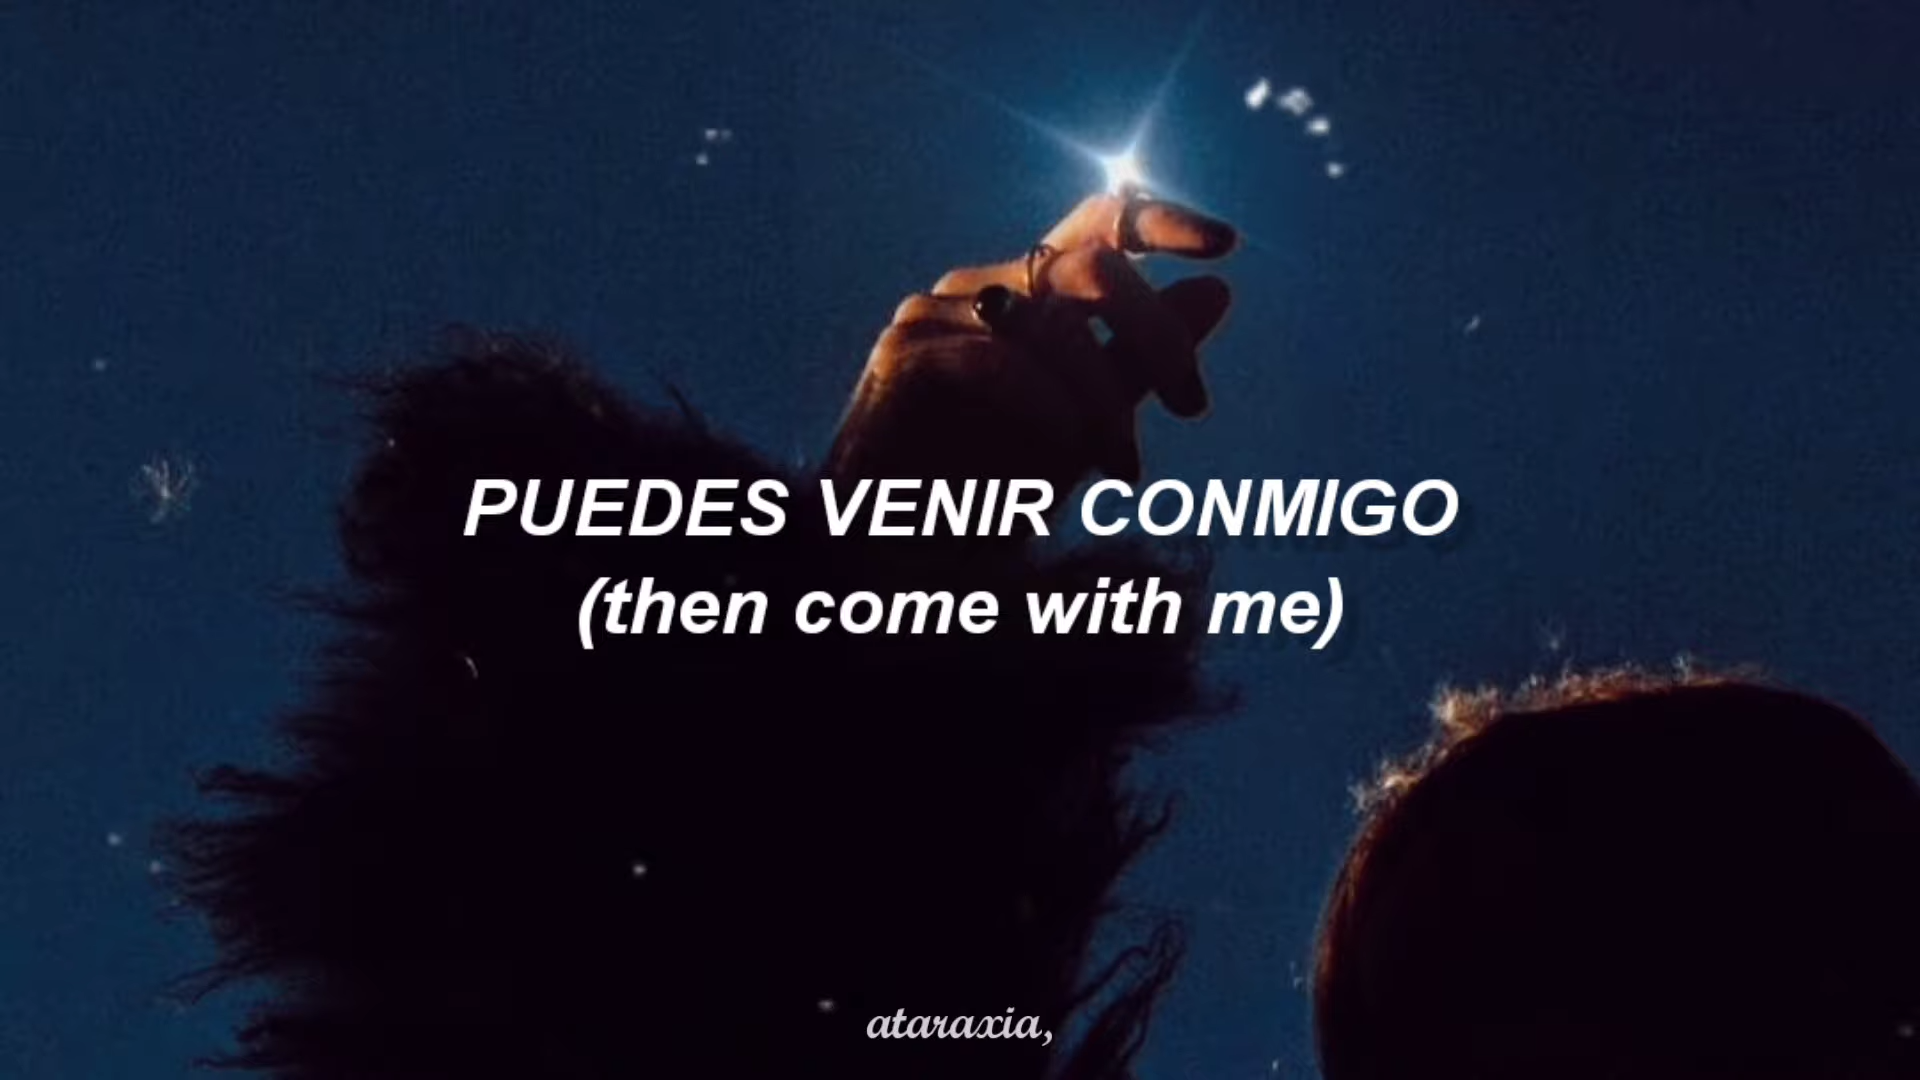 PUEDES VENIR CONMIGO
(then come with me)
ataraxia,